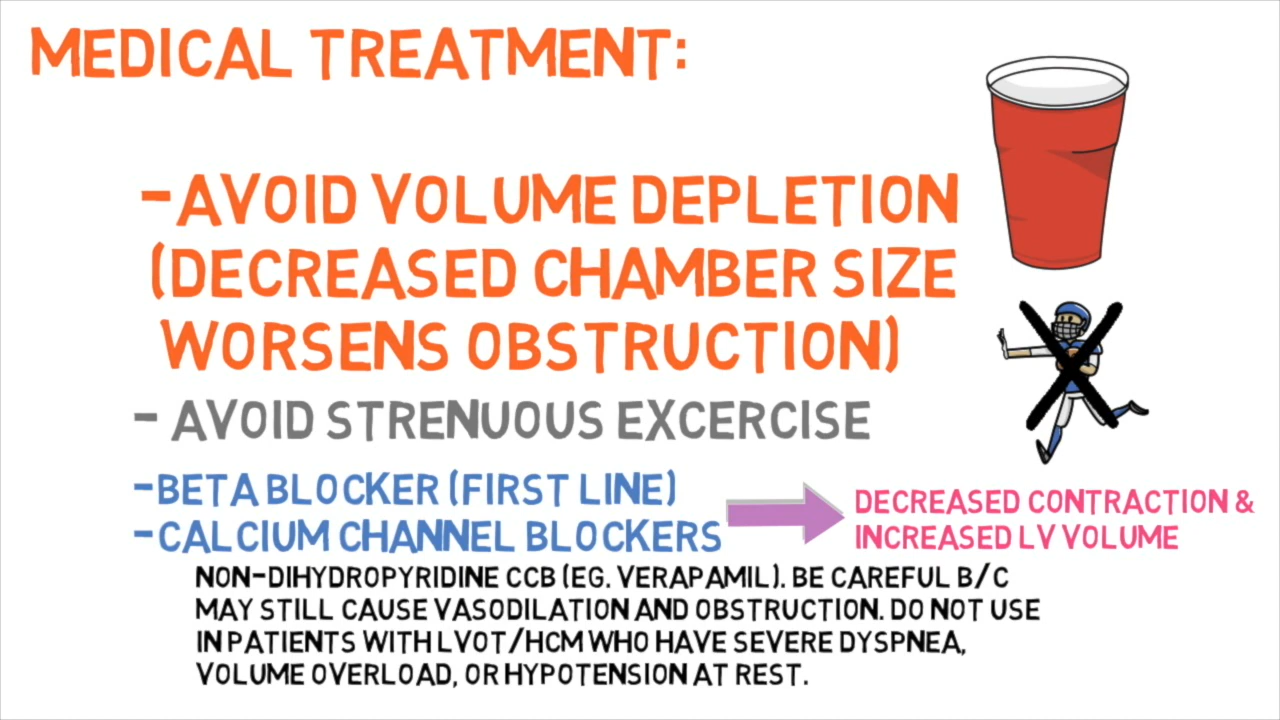 MEDICAL TREATMENT:
-AVOID VOLUME DEPLETION
(DECREASED CHAMBER SIZE
WORSENS OBSTRUCTION)
- AVOID STRENUOUS EXCERCISE
-BETA BLOCKER (FIRST LINE)
-CALCIUM CHANNEL BLOCKERS
DECREASED CONTRACTION &
INCREASED LV VOLUME
NON-DIHYDROPYRIDINE CCB (EG. VERAPAMIL). BE CAREFUL B/C
MAY STILL CAUSE VASODILATION AND OBSTRUCTION. DO NOT USE
IN PATIENTS WITH LVOT/HCM WHO HAVE SEVERE DYSPNEA,
VOLUME OVERLOAD, OR HYPOTENSION AT REST.